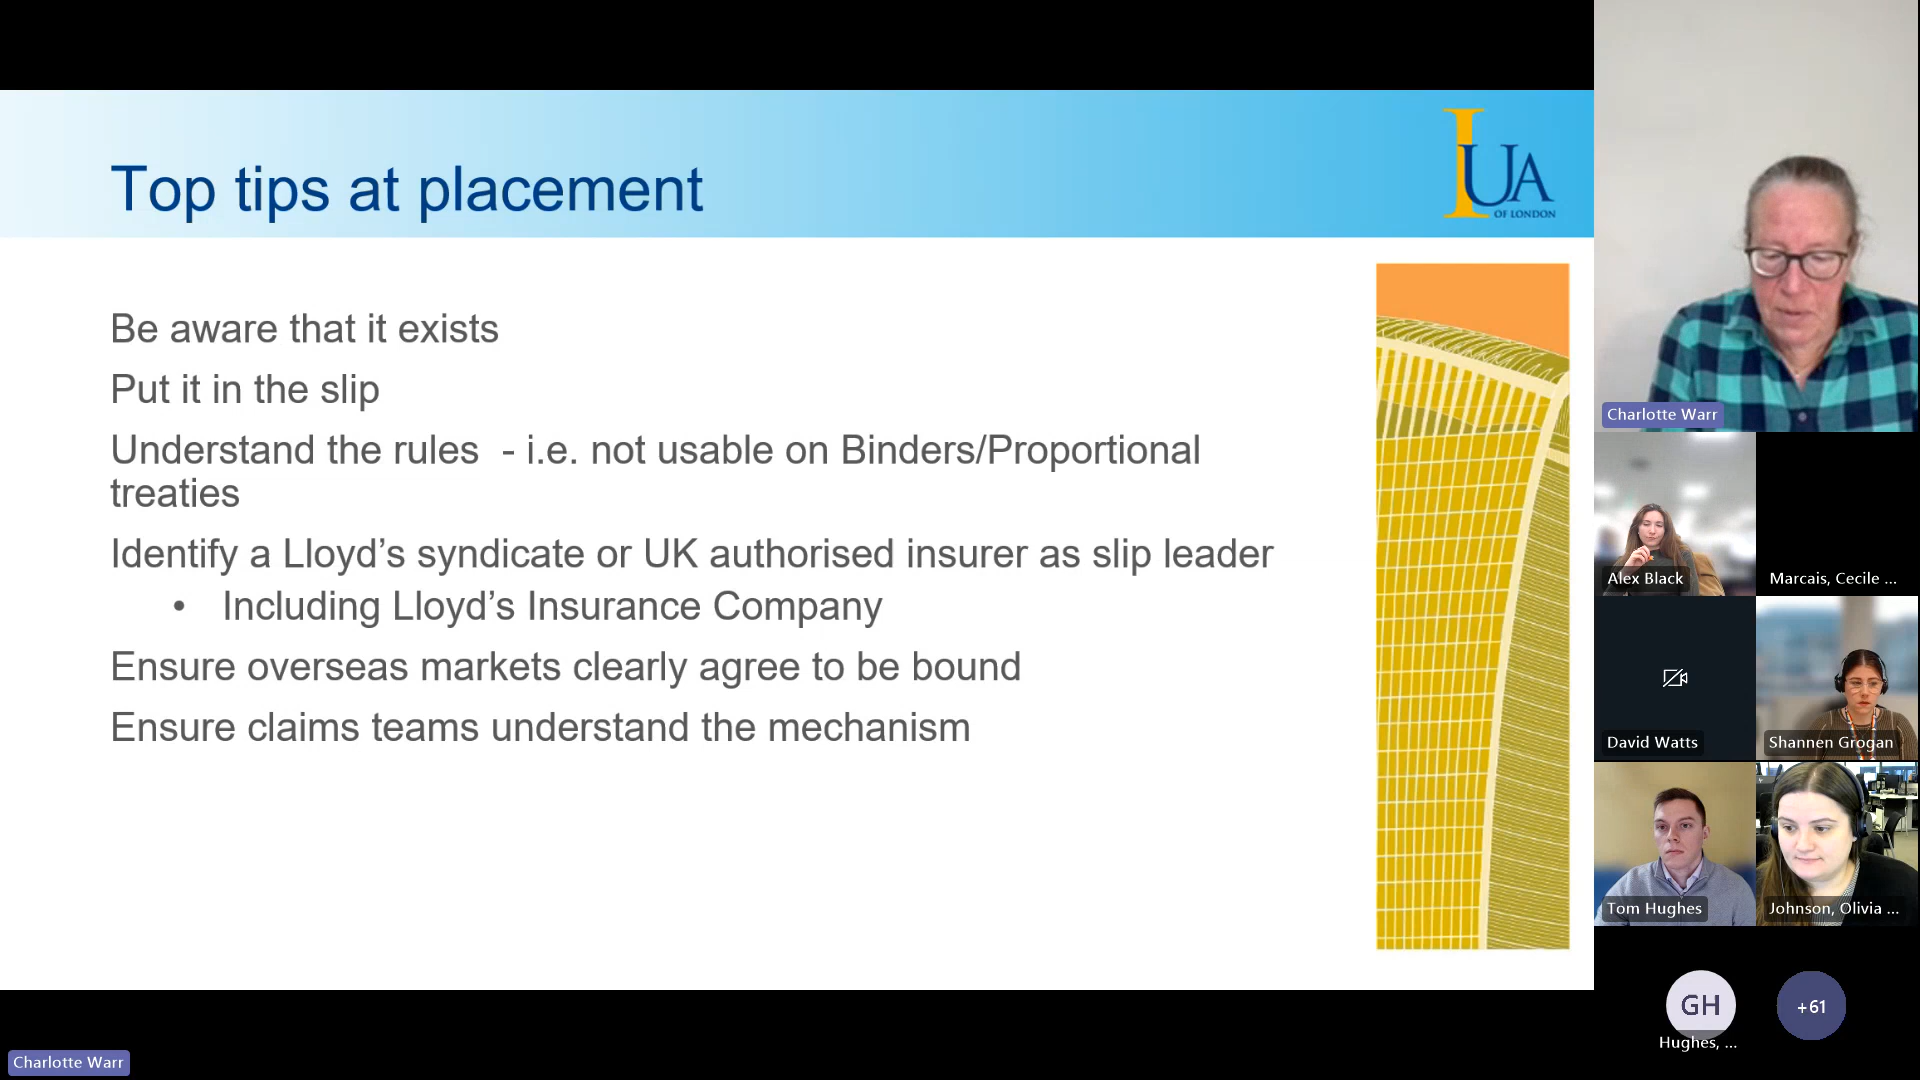 Top tips at placement
IUA
OF LONDON
Be aware that it exists
Put it in the slip
Understand the rules  - i.e. not usable on Binders/Proportional
treaties
Identify a Lloyd’s syndicate or UK authorised insurer as slip leader
• Including Lloyd’s Insurance Company
Ensure overseas markets clearly agree to be bound
Ensure claims teams understand the mechanism
Charlotte Warr
Alex Black
Marcais, Cecile ...
David Watts
Shannen Grogan
Tom Hughes
Johnson, Olivia ...
GH
Hughes, ...
+61
Charlotte Warr